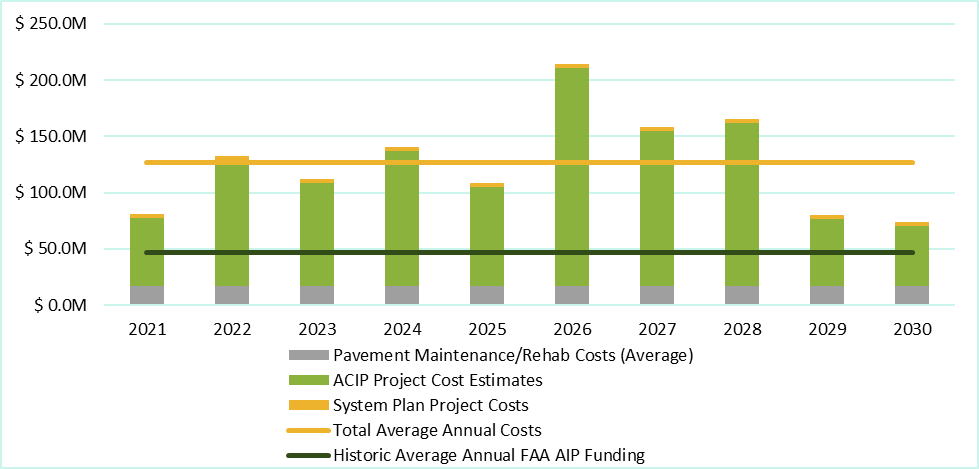 $ 250.0M
$ 200.0M
$ 150.0M
$ 100.0M
$ 50.0M
$ 0.0M
2021 2022 2023 2024 2025 2026 2027 2028 2029 2030
Pavement Maintenance/Rehab Costs (Average)
ACIP Project Cost Estimates
System Plan Project Costs
Total Average Annual Costs
Historic Average Annual FAA AIP Funding